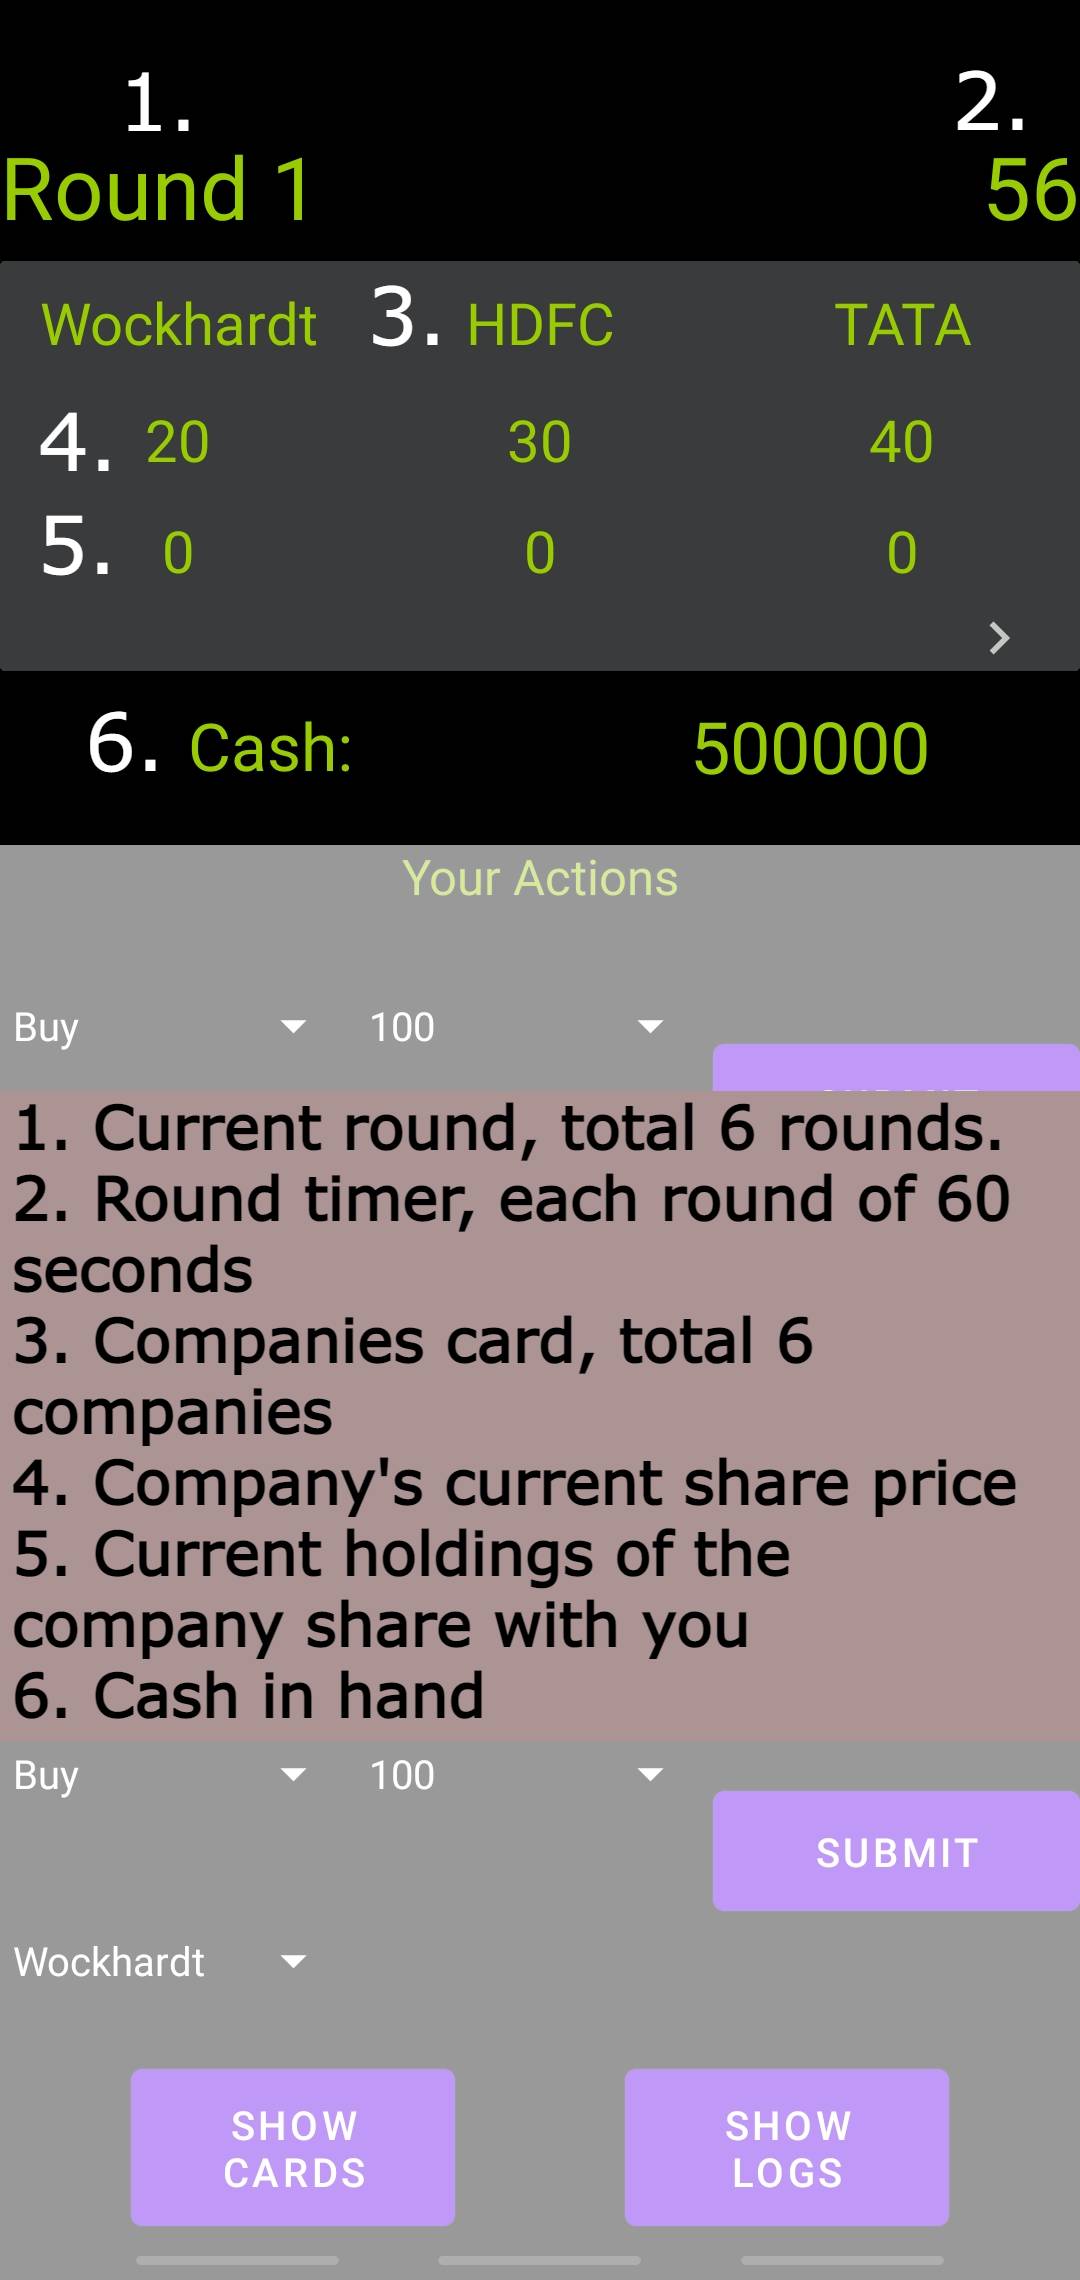 1. 2.
Round 1 56
Wockhardt 3. HDFC TATA
4. 20 30 40
5. 0 0 0
6. Cash: 500000
Your Actions
Buy 100
1. Current round, total 6 rounds.
2. Round timer, each round of 60
seconds
3. Companies card, total 6
companies
4. Company's current share price
5. Current holdings of the
company share with you
6. Cash in hand
Buy 100
SUBMIT
Wockhardt
SHOW SHOW
CARDS LOGS